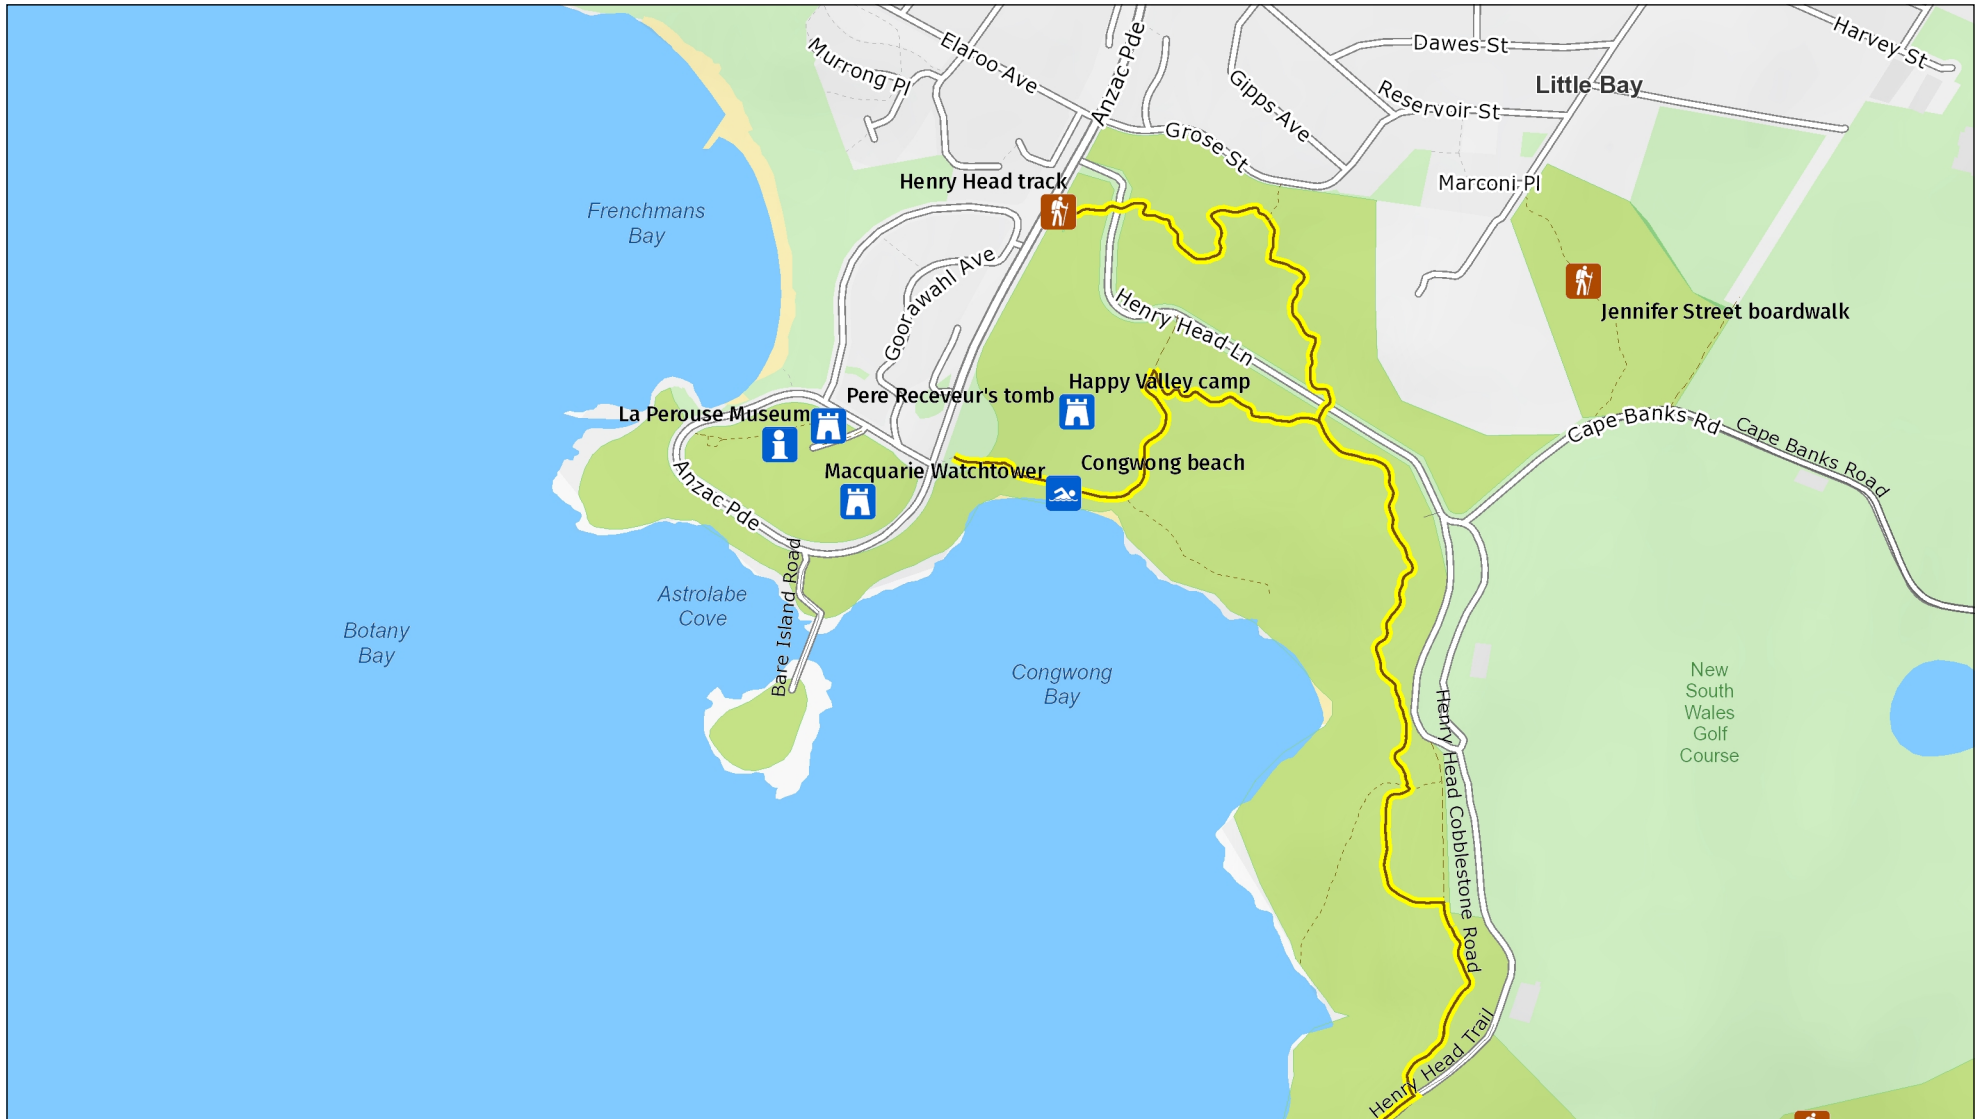 Harvey St
Dawes St
Elaroo Ave
Murrong Pl
Anzac Pde
Little Bay
Gipps Ave
Reservoir St
Grose St
Henry Head track
Marconi Pl
Frenchmans
Bay
Goorawahl Ave
Henry Head Ln
Jennifer Street boardwalk
Happy Valley camp
Pere Receveur's tomb
La Perouse Museum
Cape Banks Rd
Cape Banks Road
Macquarie Watchtower
Congwong beach
Anzac Pde
Bare Island Road
Astrolabe
Cove
Botany
Bay
Congwong
Bay
New
South
Wales
Golf
Course
Henry Head Cobblestone Road
Henry Head Trail